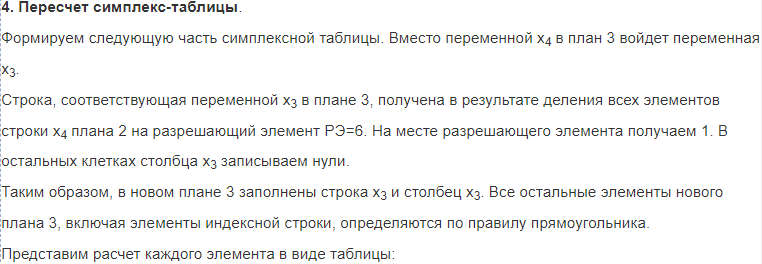 4. Пересчет симплекс-таблицы.
Формируем следующую часть симплексной таблицы. Вместо переменной x4 в план 3 войдет переменная
x3.
Строка, соответствующая переменной x3 в плане 3, получена в результате деления всех элементов
строки x4 плана 2 на разрешающий элемент РЭ=6. На месте разрешающего элемента получаем 1. В
остальных клетках столбца x3 записываем нули.
Таким образом, в новом плане 3 заполнены строка x3 и столбец x3. Все остальные элементы нового
плана 3, включая элементы индексной строки, определяются по правилу прямоугольника.
Представим расчет каждого элемента в виде таблицы: